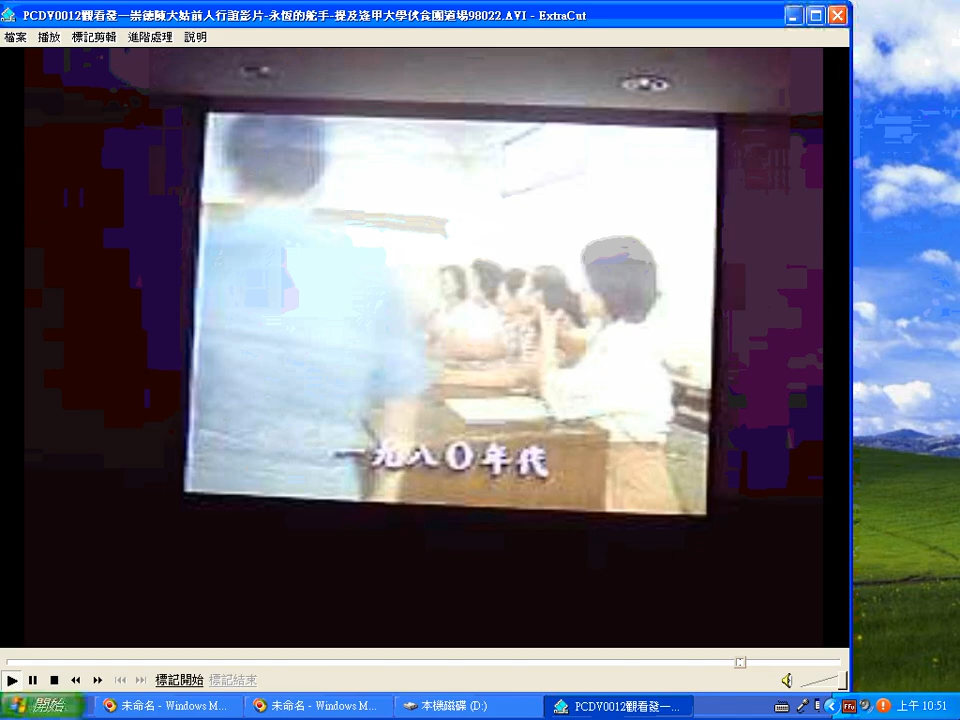 PCDV0012觀看發一崇德陳大姑前人行誼影片-永恆的舵手-提及逢甲大學伙食團道場98022.AVI - ExtraCut
檔案 播放 標記剪輯 進階處理 說明
一九八0年代
標記開始 標記結束
開始 未命名 - Windows M... 未命名 - Windows M... 本機磁碟 (D:) PCDV0012觀看發一... 上午 10:51